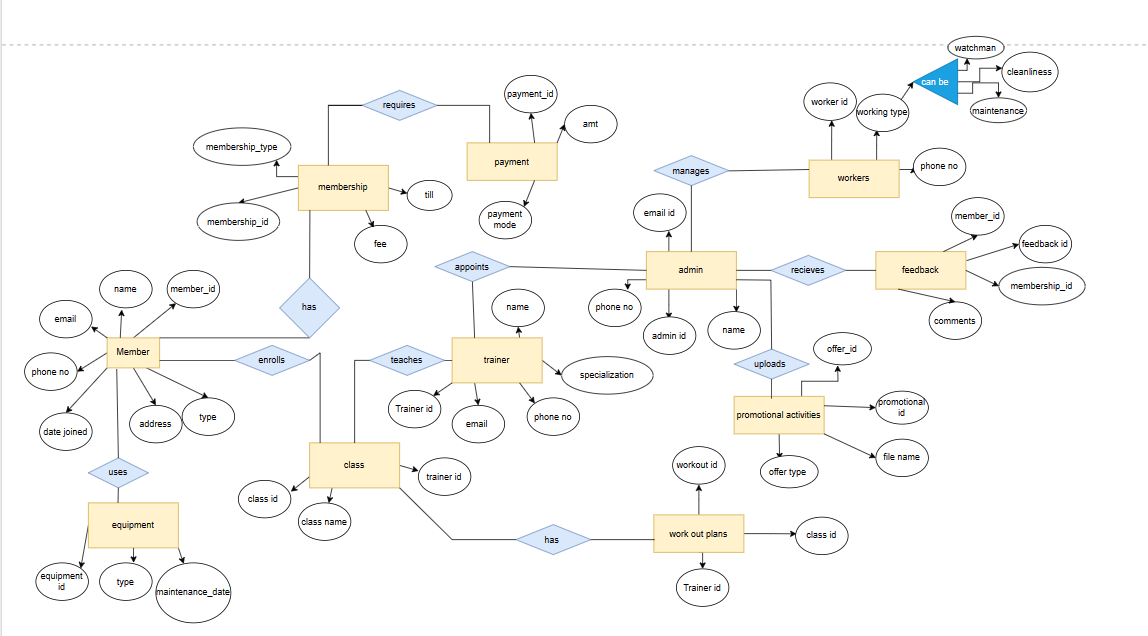 watchman
can be
cleanliness
maintenance
worker id
working type
workers
phone no
requires
payment_id
amt
payment
payment
mode
membership_type
membership
till
membership_id
fee
manages
email id
member_id
feedback id
membership_id
comments
feedback
recieves
admin
appoints
phone no
admin id
name
has
name
member_id
email
Member
phone no
date joined
address
type
enrolls
teaches
name
trainer
specialization
Trainer id
email
phone no
uploads
offer_id
promotional activities
promotional
id
file name
offer type
uses
class
trainer id
class id
class name
equipment
equipment
id
type
maintenance_date
has
workout id
work out plans
class id
Trainer id